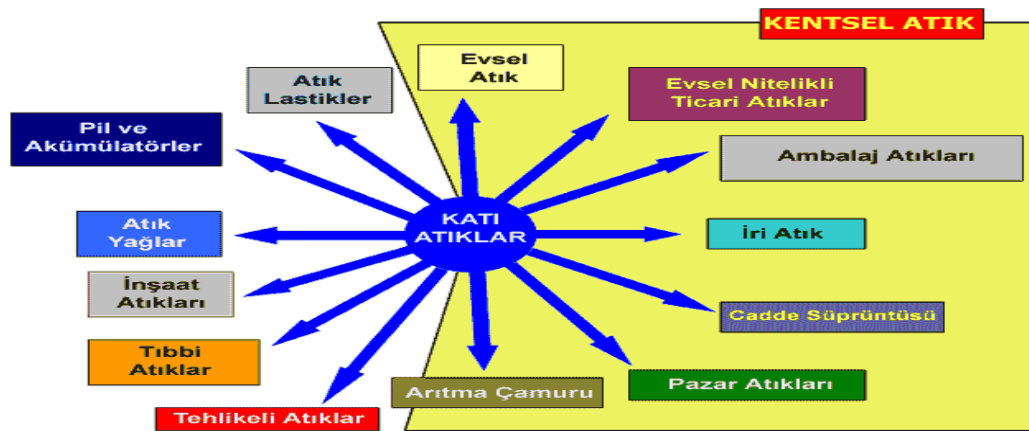 KENTSEL ATIK
Evsel
Atık
Atık
Lastikler
Evsel Nitelikli
Ticari Atıklar
Pil ve
Akümülatörler
Ambalaj Atıkları
KATI
ATIKLAR
Atık
Yağlar
İri Atık
İnşaat
Atıkları
Cadde Süprüntüsü
Tıbbi
Atıklar
Arıtma Çamuru
Pazar Atıkları
Tehlikeli Atıklar